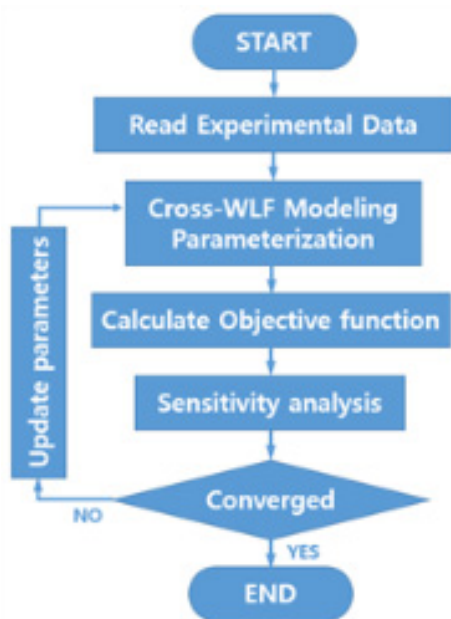 START
Read Experimental Data
Cross-WLF Modeling
Parameterization
Update parameters
Calculate Objective function
Sensitivity analysis
Converged
NO
YES
END